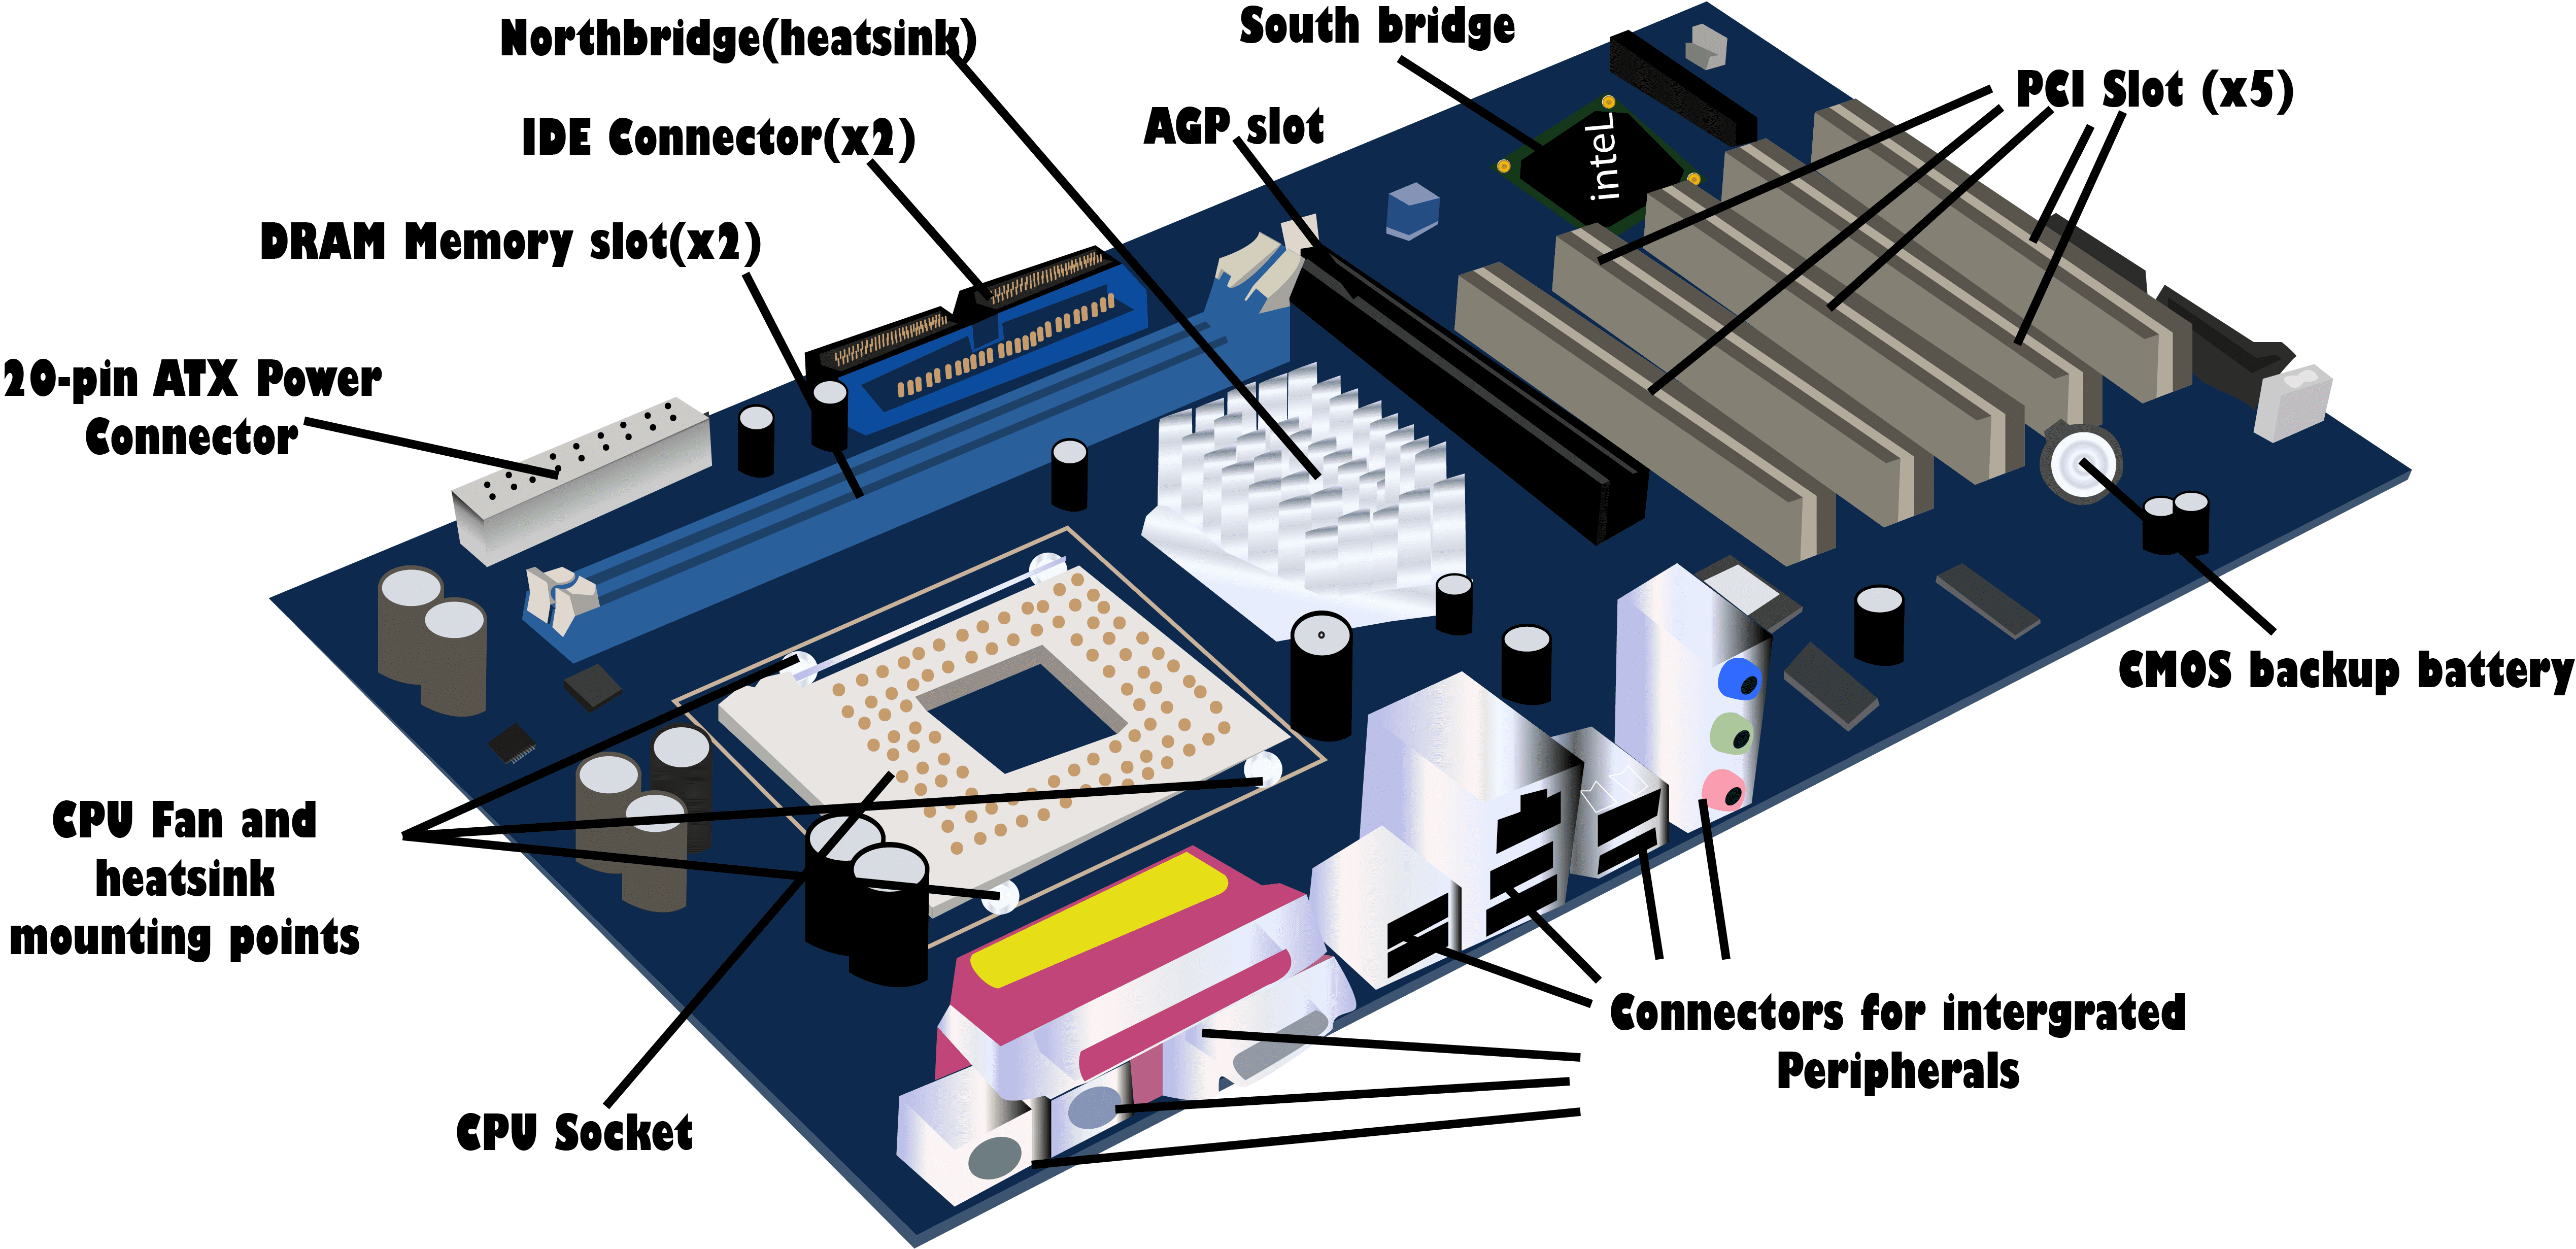 Northbridge(heatsink)
South bridge
PCI Slot (x5)
IDE Connector(x2)
AGP slot
inteL
DRAM Memory slot(x2)
20-pin ATX Power
Connector
CMOS backup battery
CPU Fan and
heatsink
mounting points
Connectors for intergrated
Peripherals
CPU Socket